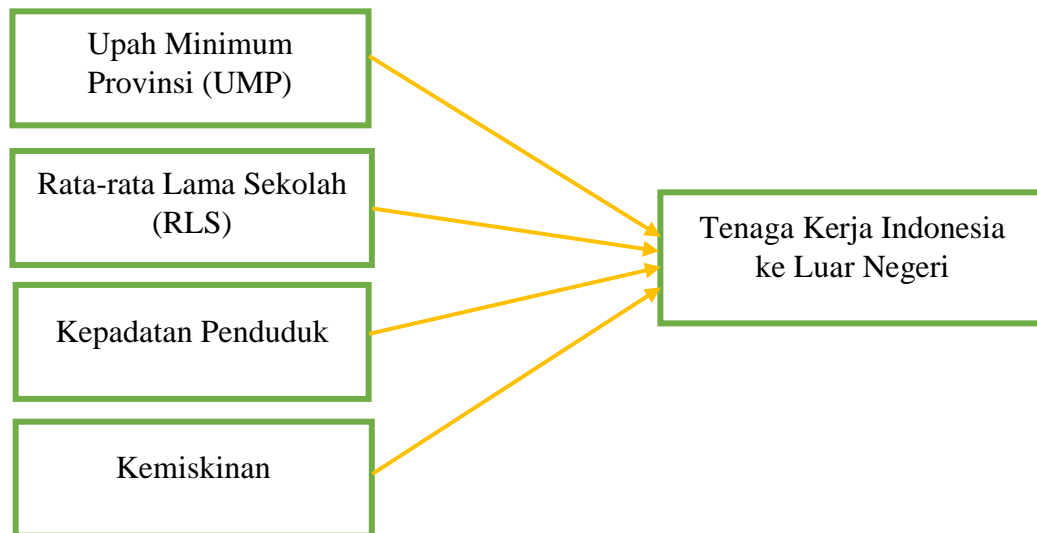 Upah Minimum
Provinsi (UMP)
Rata-rata Lama Sekolah
(RLS)
Kepadatan Penduduk
Kemiskinan
Tenaga Kerja Indonesia
ke Luar Negeri